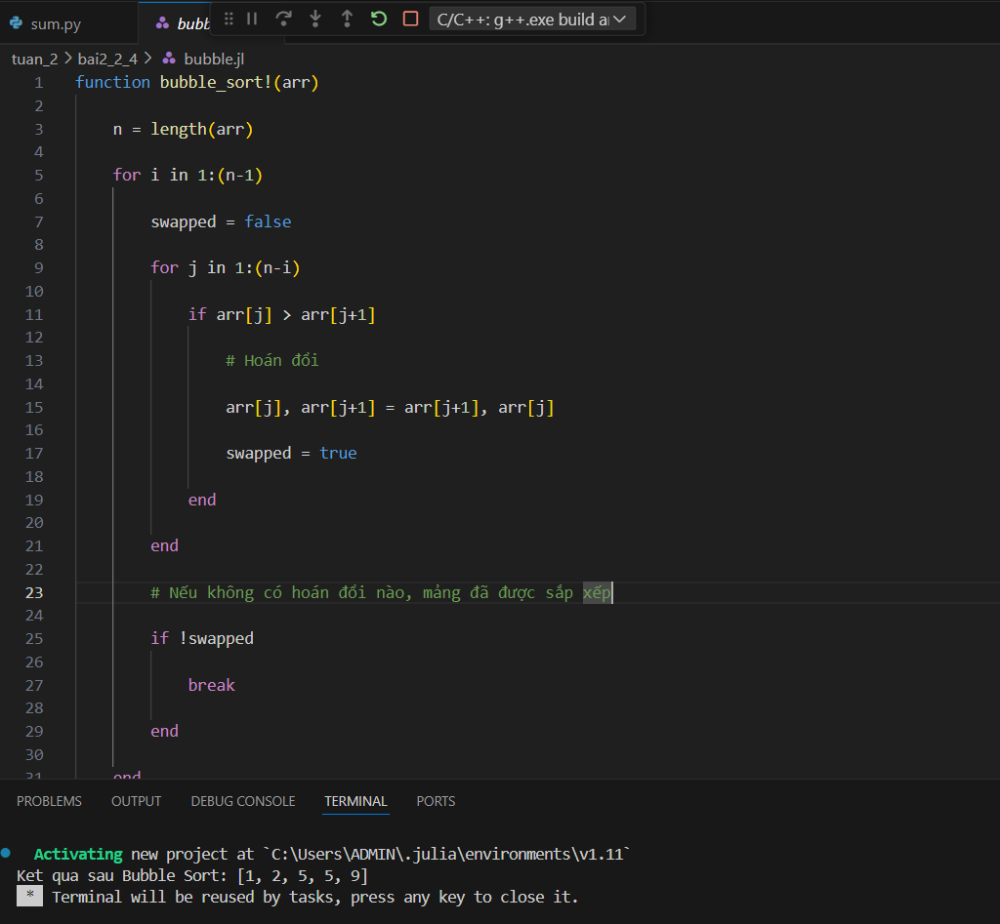 sum.py bubb C/C++: g++.exe build a
tuan_2 > bai2_2_4 > bubble.jl
1 function bubble_sort!(arr)
2
3 n = length(arr)
4
5 for i in 1:(n-1)
6
7 swapped = false
8
9 for j in 1:(n-i)
10
11 if arr[j] > arr[j+1]
12
13 # Hoán đổi
14
15 arr[j], arr[j+1] = arr[j+1], arr[j]
16
17 swapped = true
18
19 end
20
21 end
22
23 # Nếu không có hoán đổi nào, mảng đã được sắp xếp
24
25 if !swapped
26
27 break
28
29 end
30
31 end
PROBLEMS OUTPUT DEBUG CONSOLE TERMINAL PORTS
Activating new project at `C:\Users\ADMIN\.julia\environments\v1.11`
Ket qua sau Bubble Sort: [1, 2, 5, 5, 9]
* Terminal will be reused by tasks, press any key to close it.